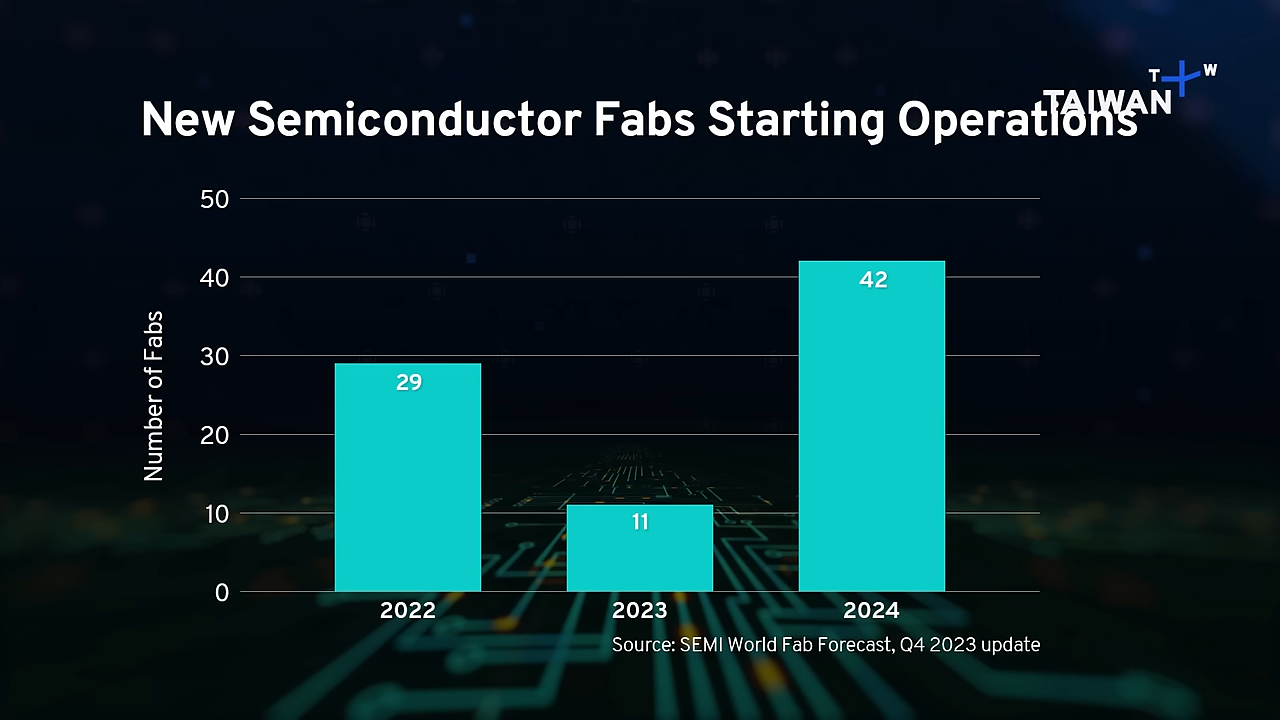 T W
TAIWAN
New Semiconductor Fabs Starting Operations
50
40
30
20
10
0
Number of Fabs
29
11
42
2022
2023
2024
Source: SEMI World Fab Forecast, Q4 2023 update